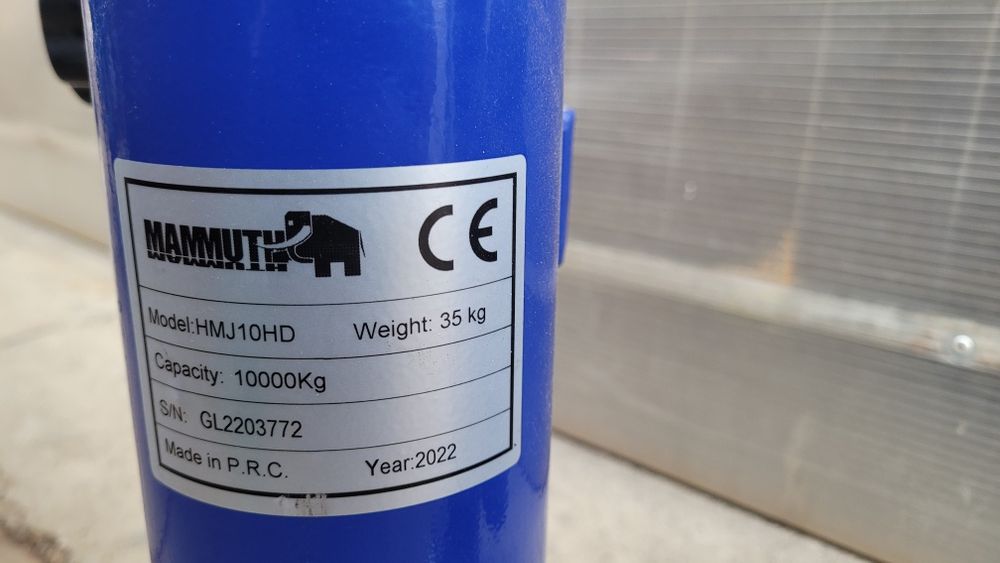 MAMMUTH CE
Model:HMJ10HD Weight: 35 kg
Capacity: 10000Kg
S/N: GL2203772
Made in P.R.C. Year:2022